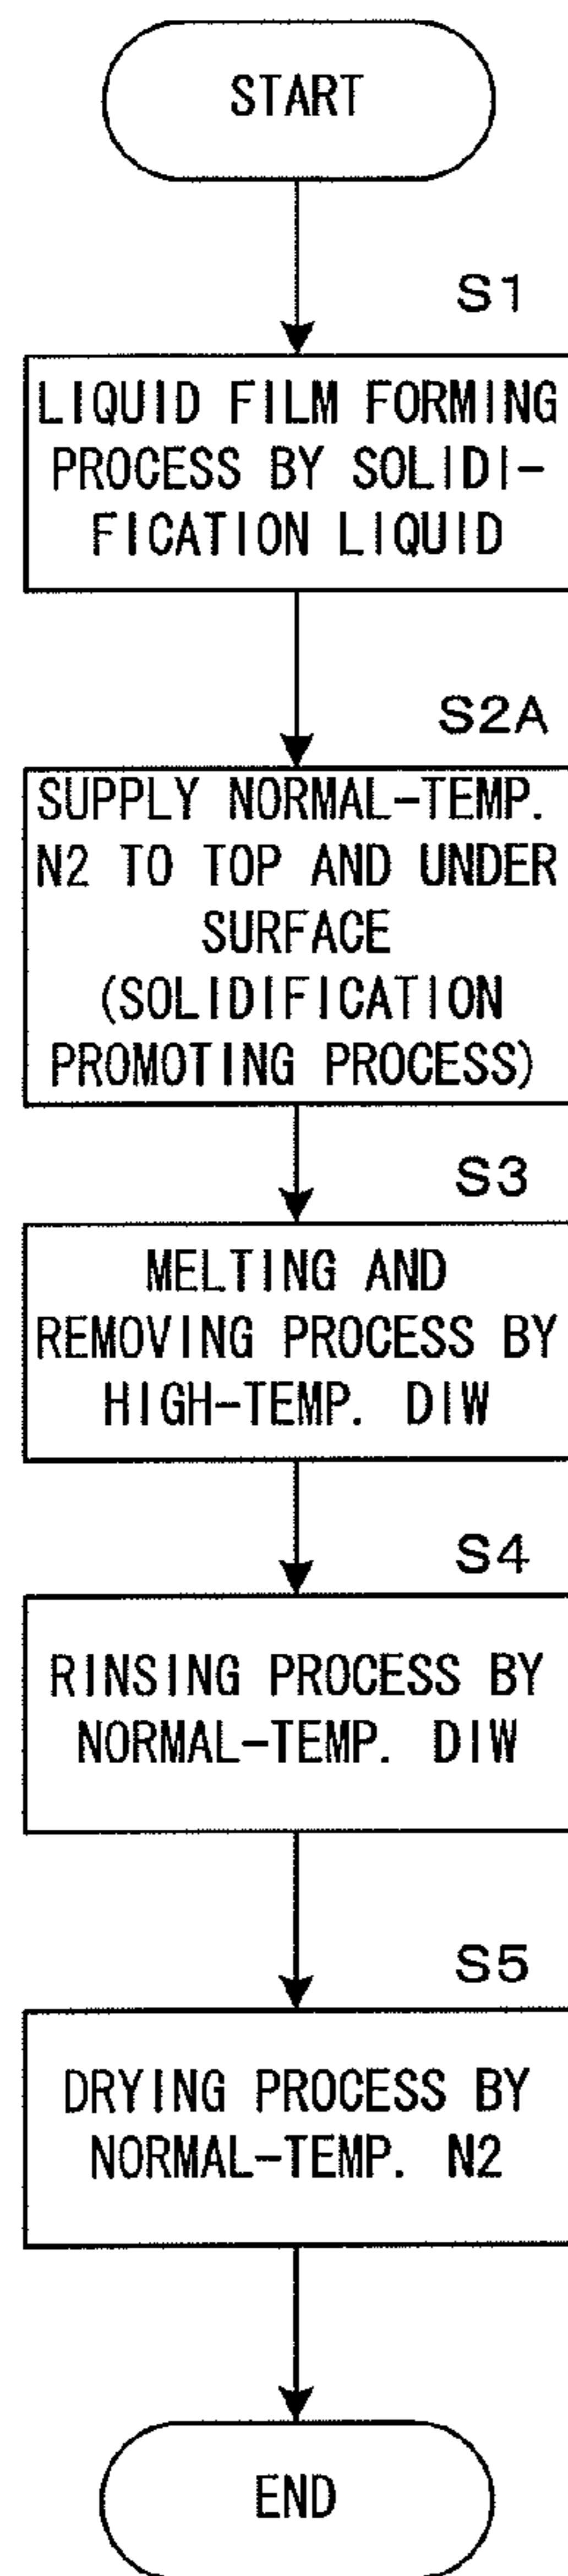 START
S1
LIQUID FILM FORMING
PROCESS BY SOLIDI-
FICATION LIQUID
S2A
SUPPLY NORMAL-TEMP.
N2 TO TOP AND UNDER
SURFACE
(SOLIDIFICATION
PROMOTING PROCESS)
S3
MELTING AND
REMOVING PROCESS BY
HIGH-TEMP. DIW
S4
RINSING PROCESS BY
NORMAL-TEMP. DIW
S5
DRYING PROCESS BY
NORMAL-TEMP. N2
END